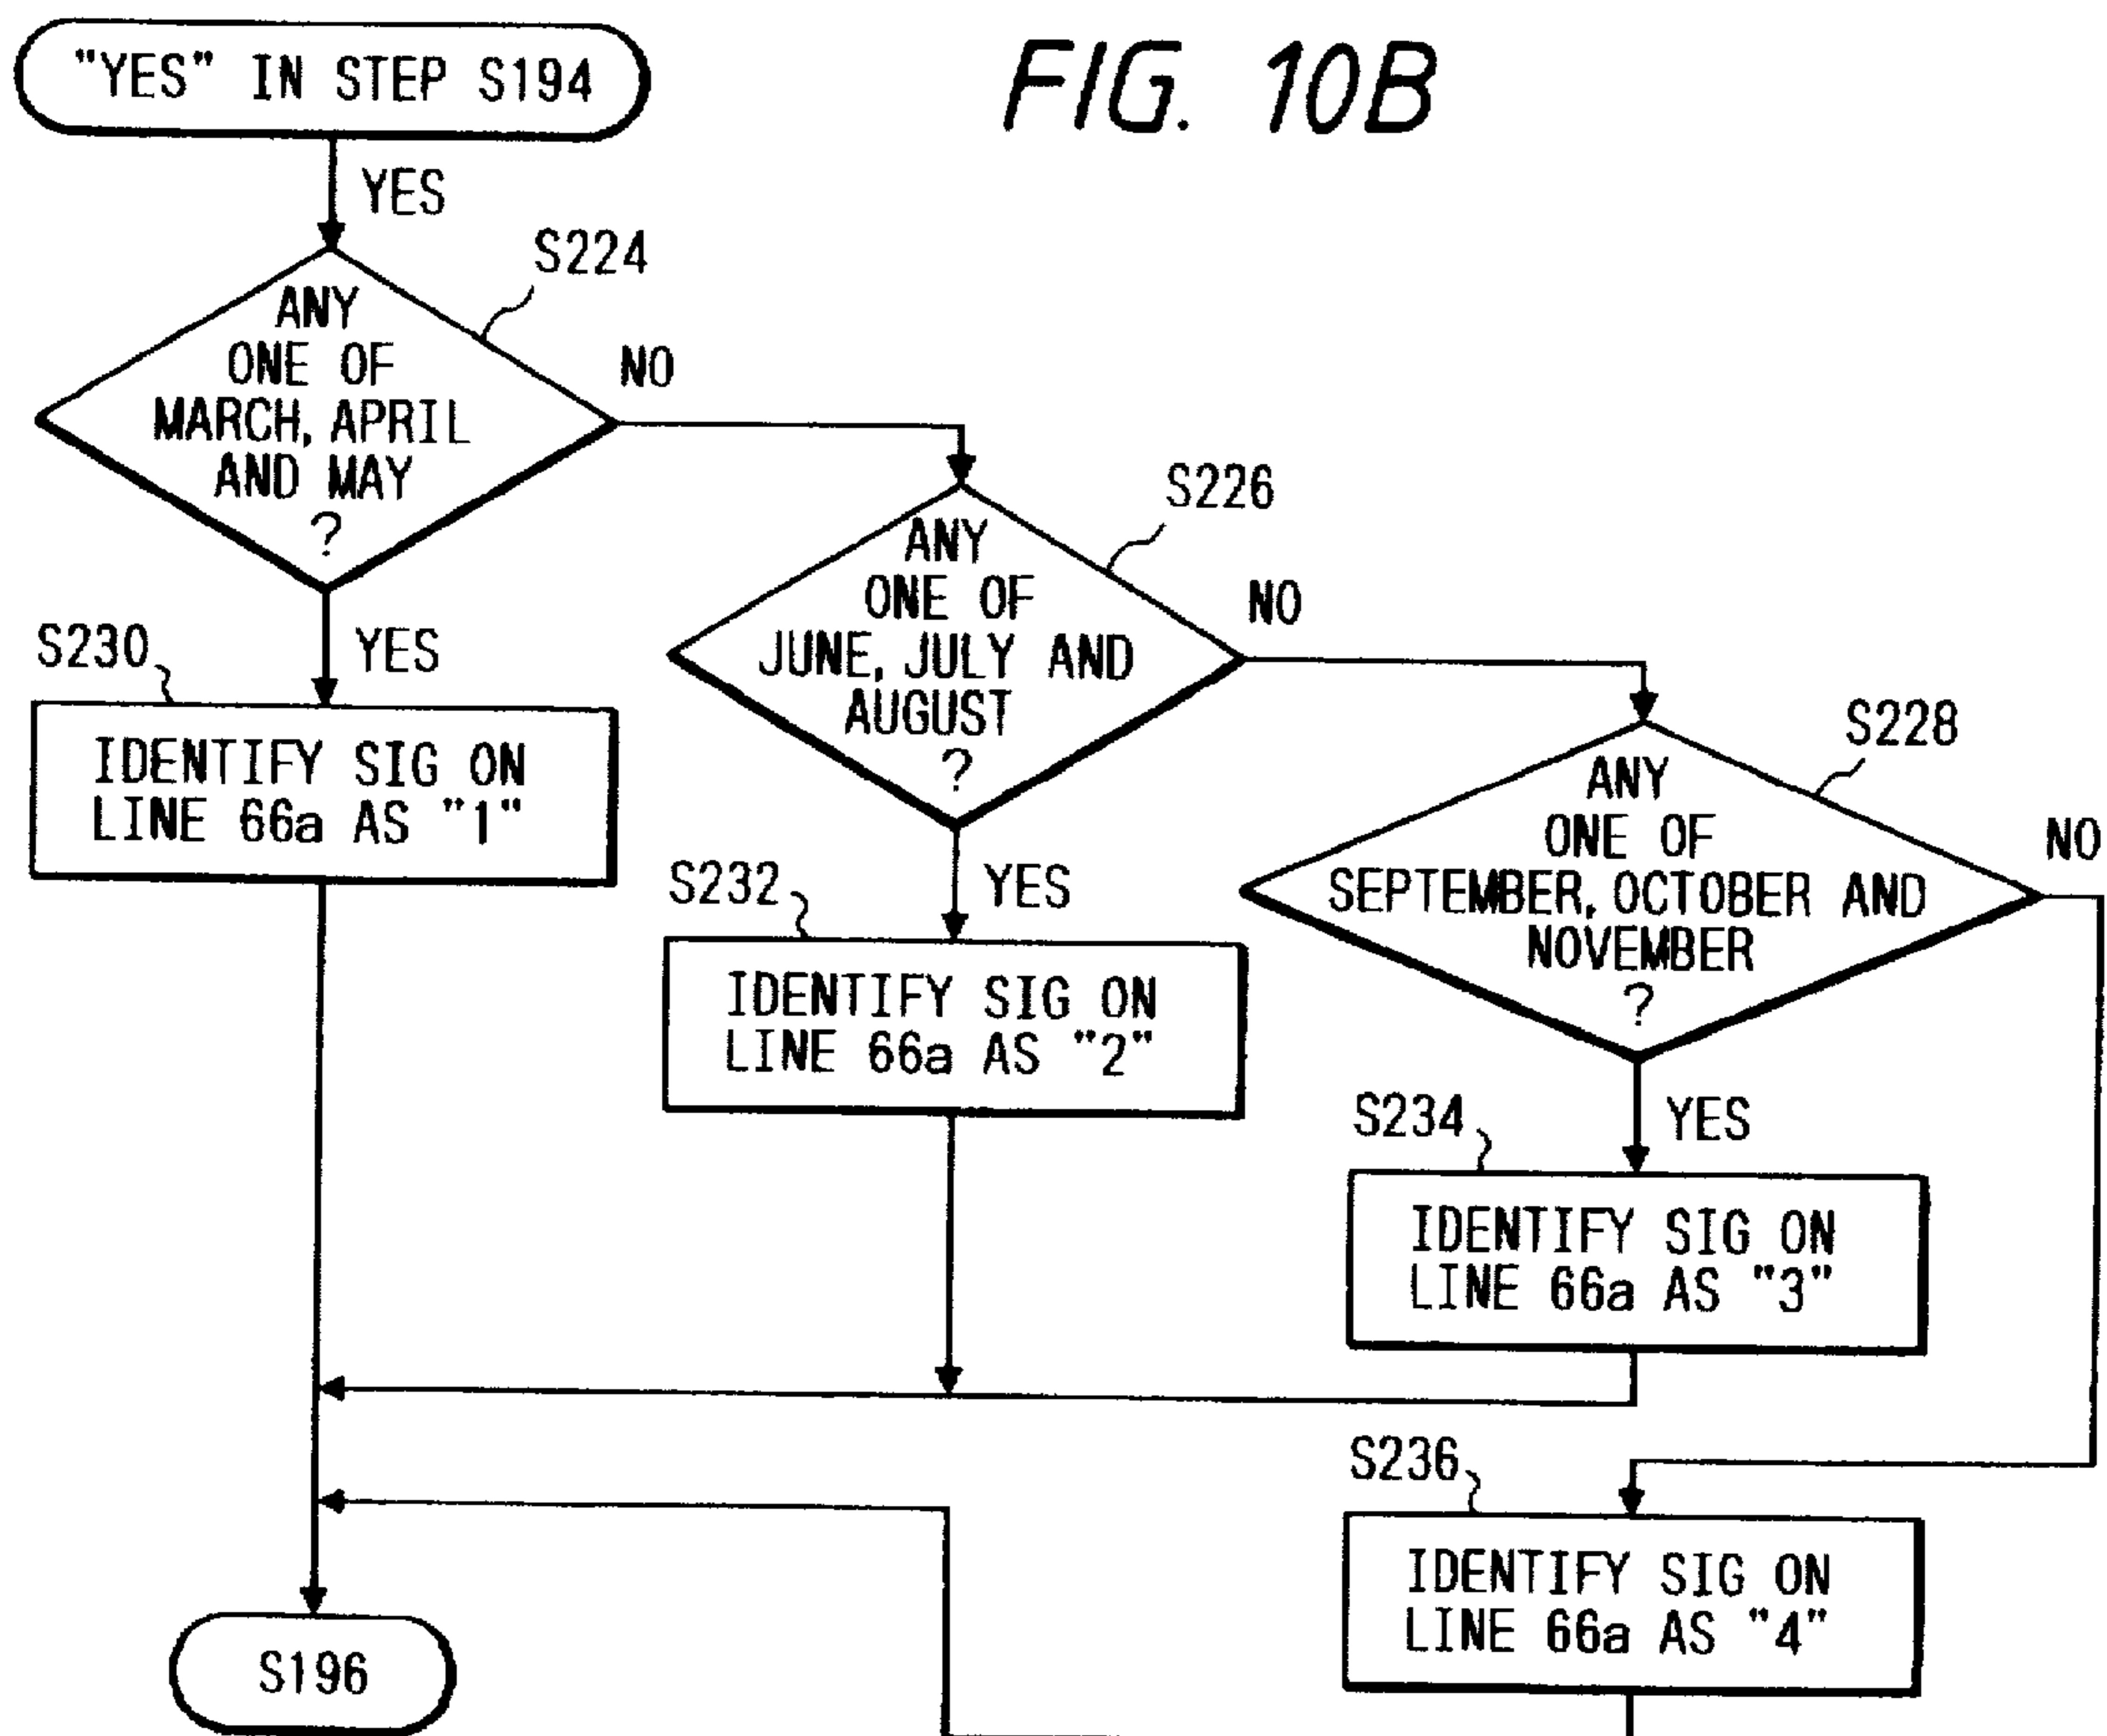 FIG. 10B
"YES" IN STEP S194
YES
S224
ANY
ONE OF
MARCH, APRIL
AND MAY
?
NO
YES
S230
IDENTIFY SIG ON
LINE 66a AS "1"
S226
ANY
ONE OF
JUNE, JULY AND
AUGUST
?
NO
YES
S232
IDENTIFY SIG ON
LINE 66a AS "2"
S228
ANY
ONE OF
SEPTEMBER, OCTOBER AND
NOVEMBER
?
NO
YES
S234
IDENTIFY SIG ON
LINE 66a AS "3"
S236
IDENTIFY SIG ON
LINE 66a AS "4"
S196